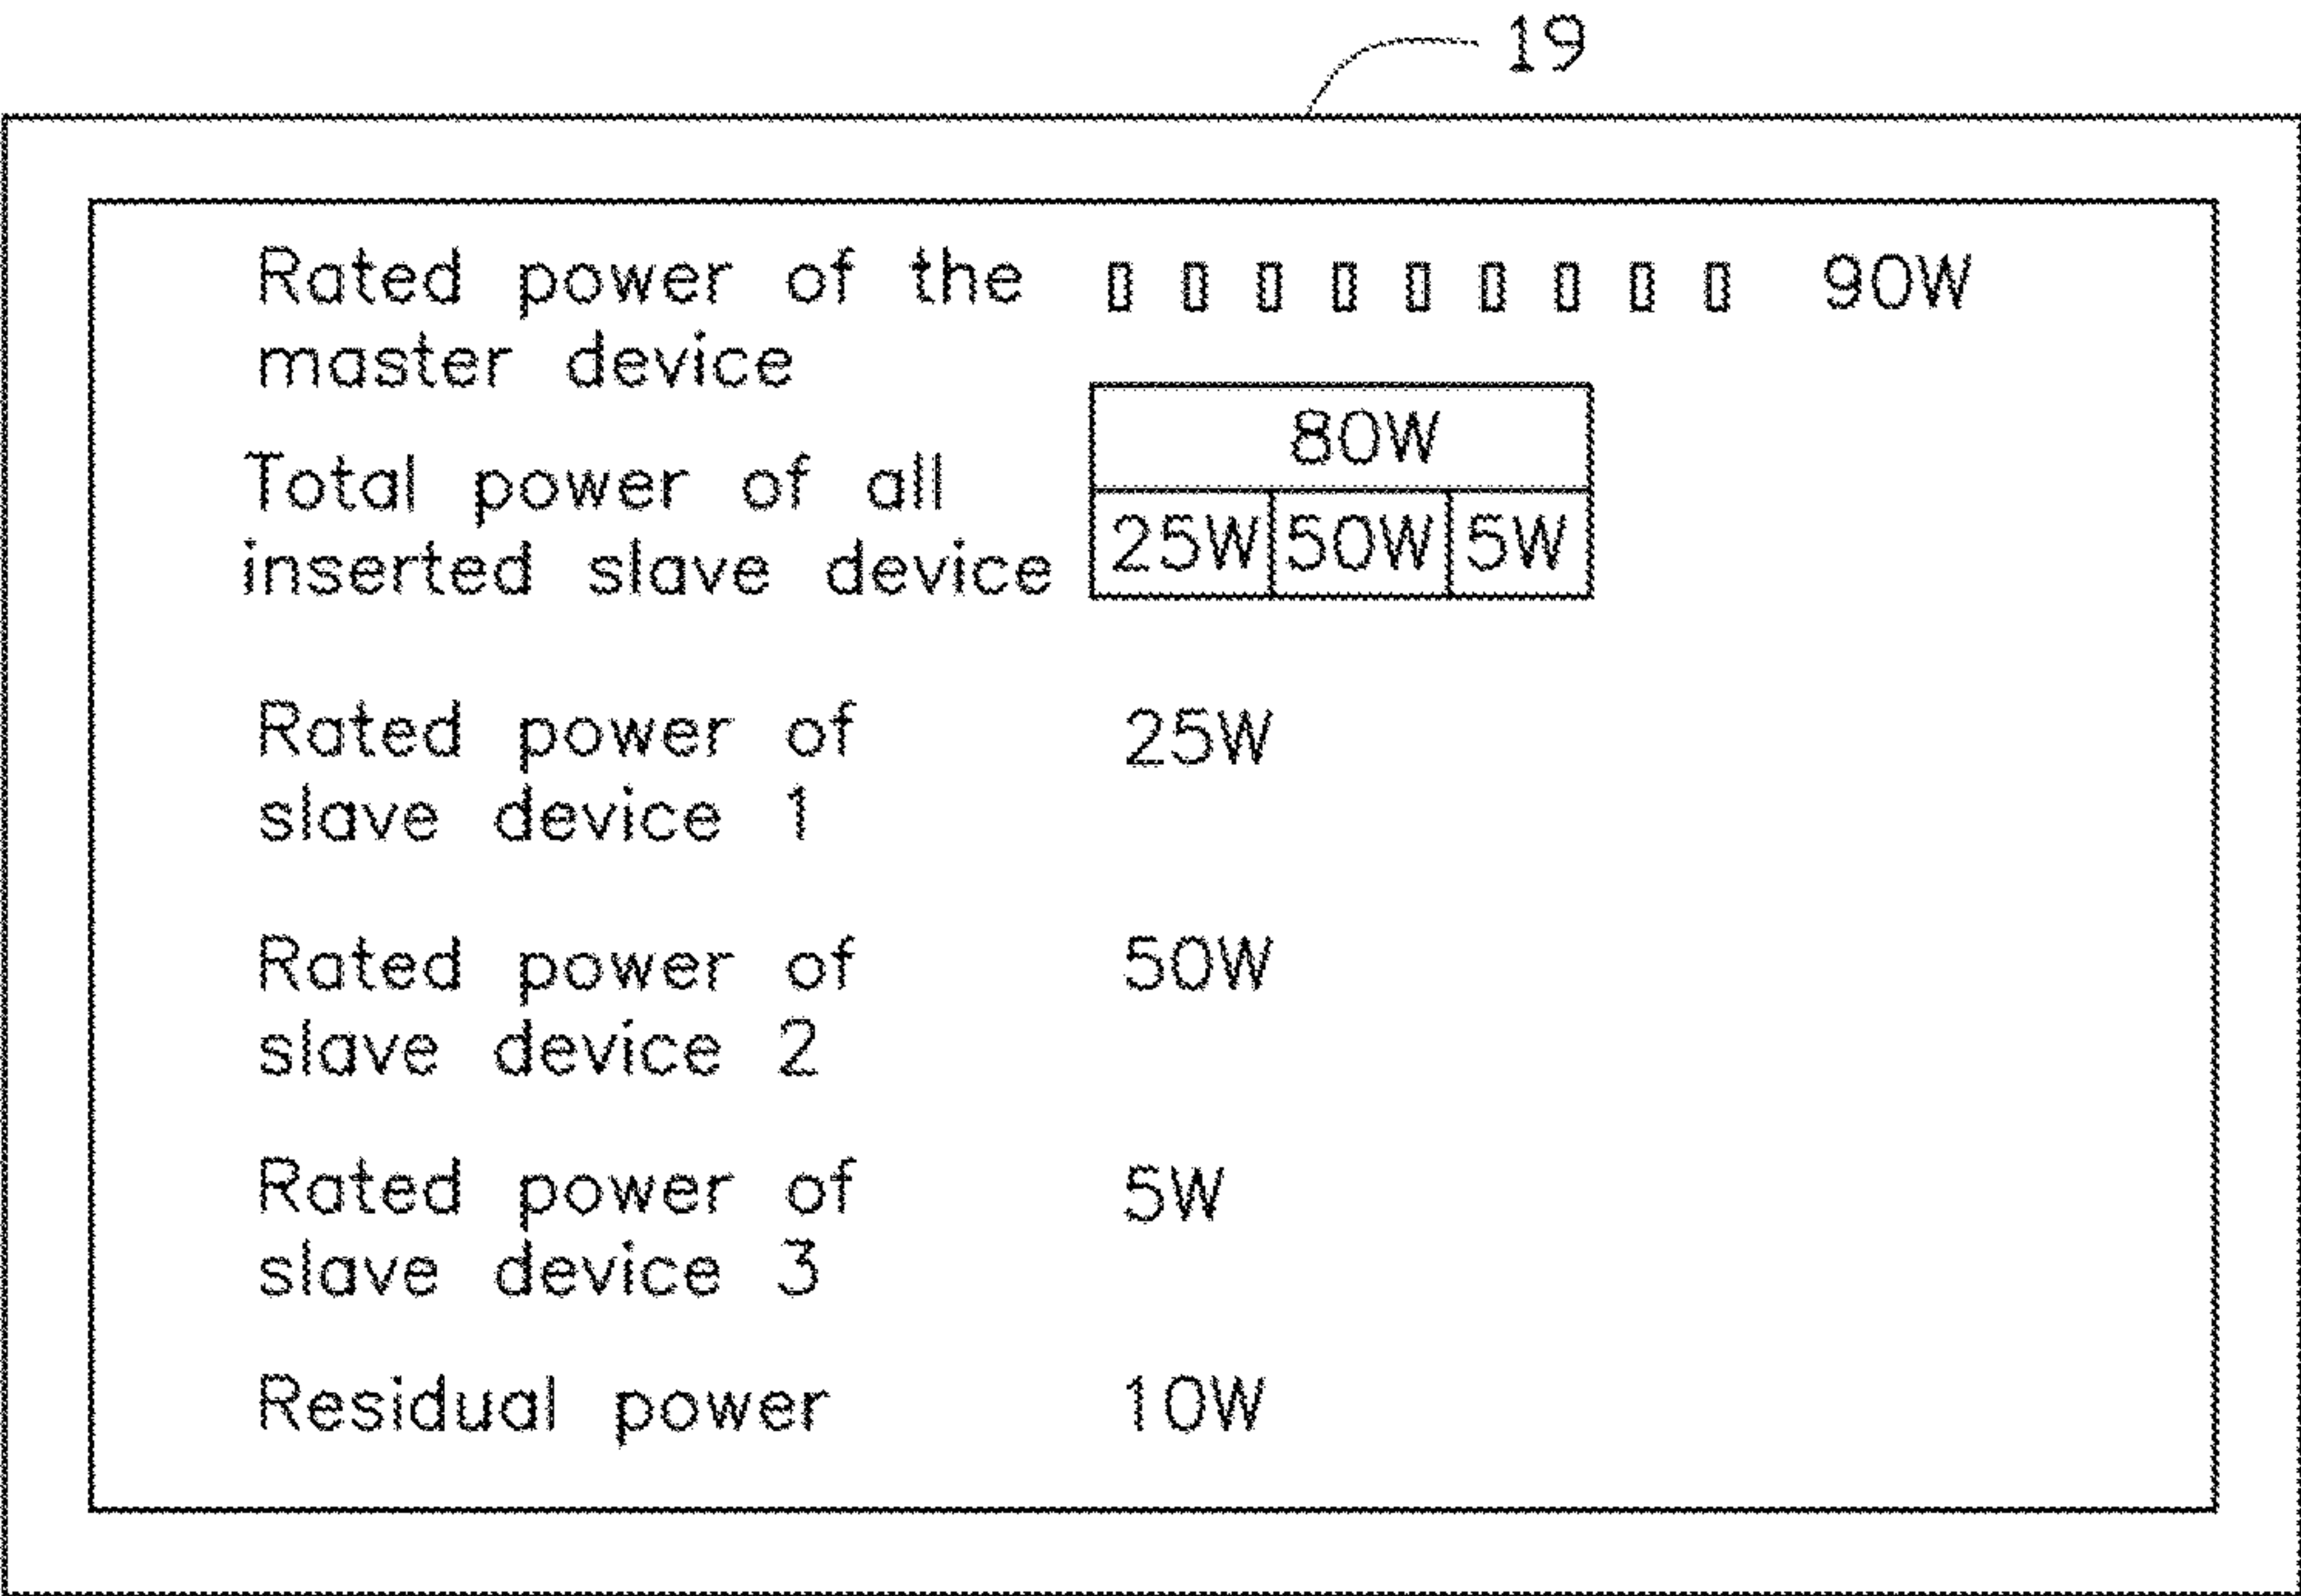 19
Rated power of the ▯ ▯ ▯ ▯ ▯ ▯ ▯ ▯ ▯ 90W
master device
80W
Total power of all
25W 50W 5W
inserted slave device
Rated power of 25W
slave device 1
Rated power of 50W
slave device 2
Rated power of 5W
slave device 3
Residual power 10W